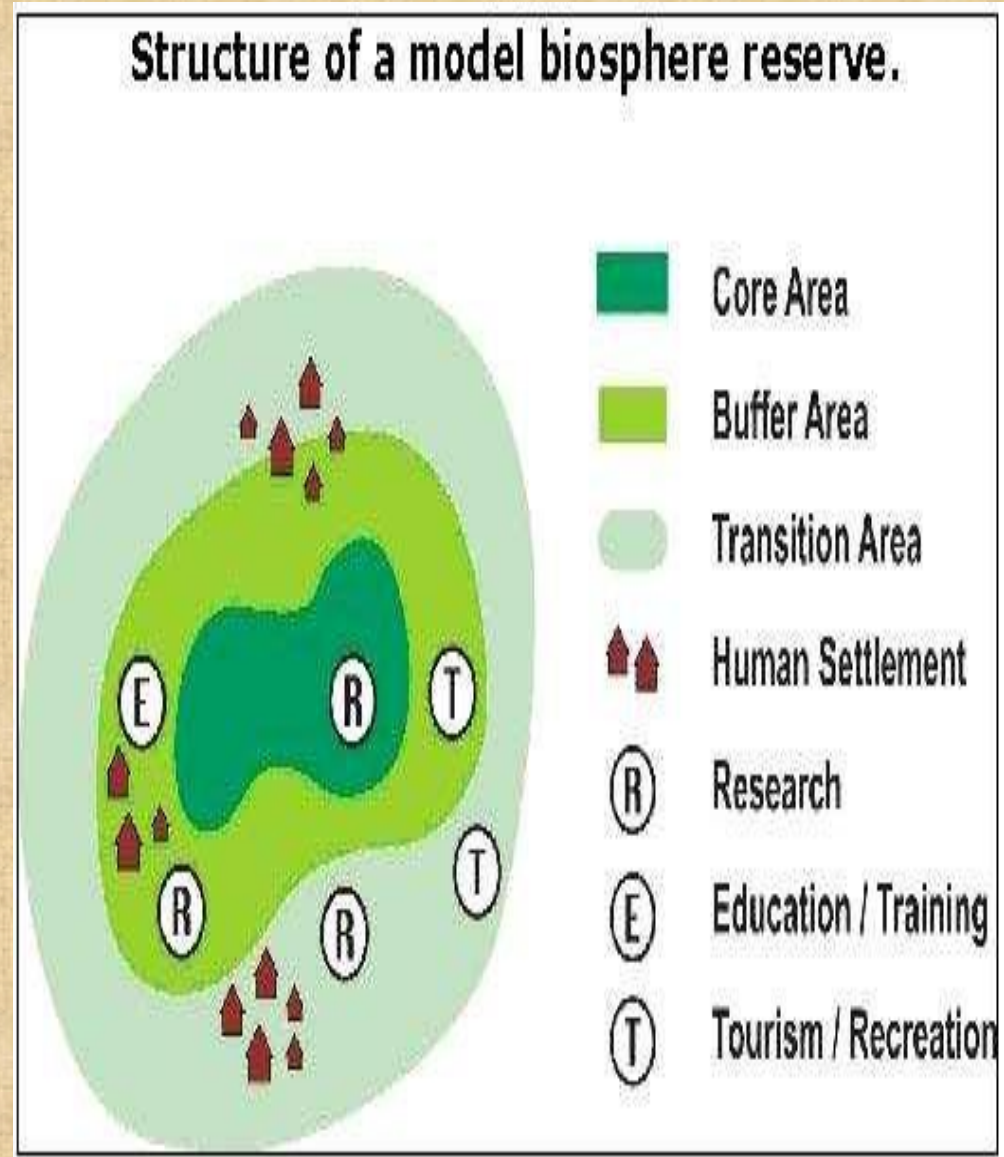 Structure of a model biosphere reserve.
Core Area
Buffer Area
Transition Area
Human Settlement
R Research
E Education / Training
T Tourism / Recreation
E
R
T
R
R
T